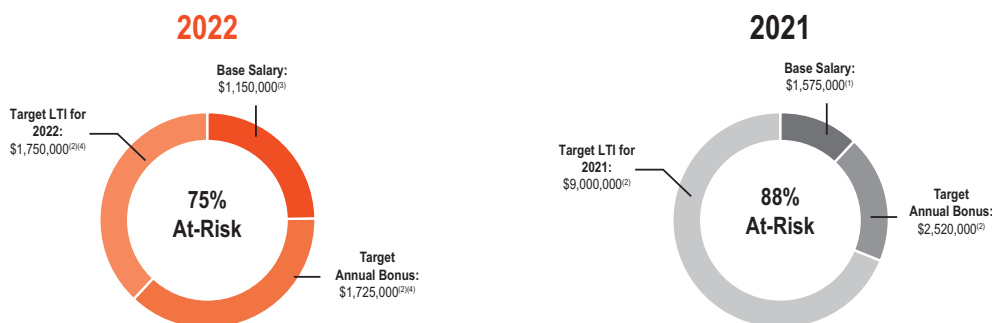 2022
Base Salary:
$1,150,000(3)
Target LTI for
2022:
$1,750,000(2)(4)
75%
At-Risk
Target
Annual Bonus:
$1,725,000(2)(4)
2021
Base Salary:
$1,575,000(1)
Target LTI for
2021:
$9,000,000(2)
88%
At-Risk
Target
Annual Bonus:
$2,520,000(2)